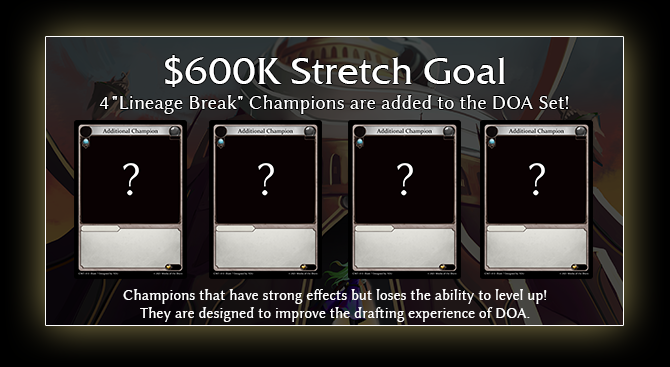 $600K Stretch Goal
4 "Lineage Break" Champions are added to the DOA Set!
Additional Champion Additional Champion Additional Champion Additional Champion
? ? ? ?
Champions that have strong effects but loses the ability to level up!
They are designed to improve the drafting experience of DOA.